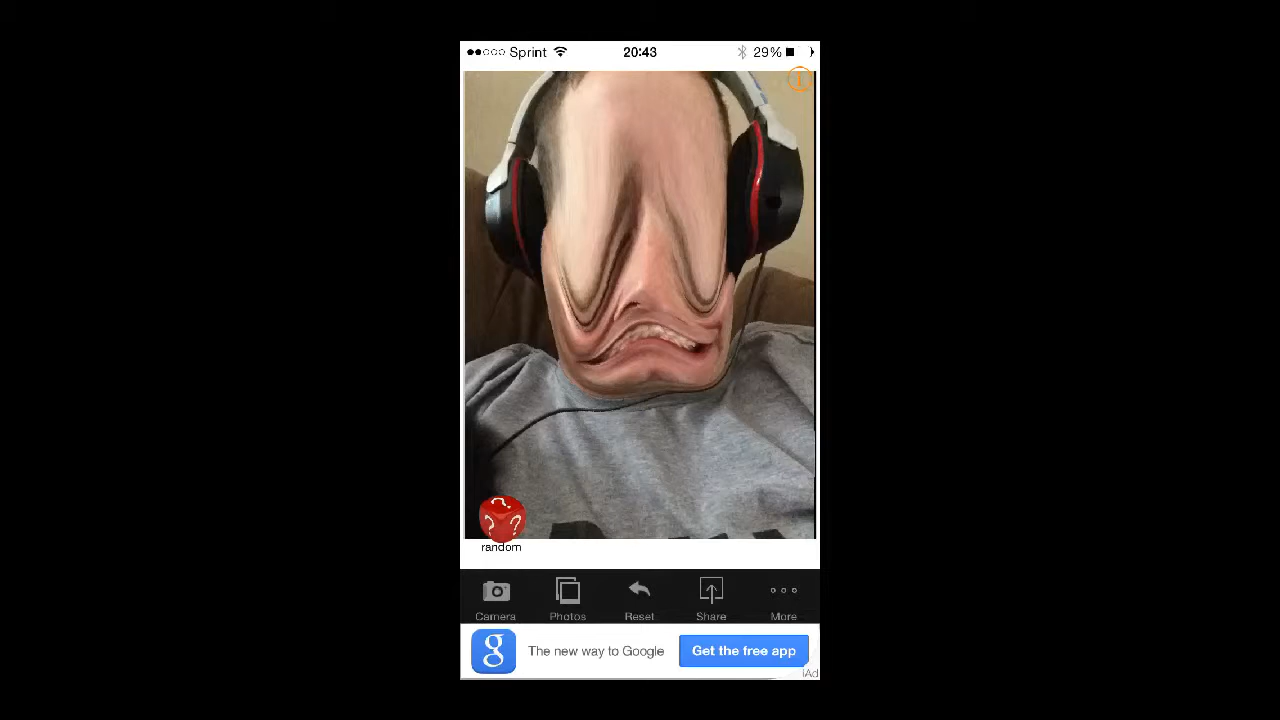 Sprint 20:43 29%
random
Camera Photos Reset Share More
g The new way to Google Get the free app
iAd